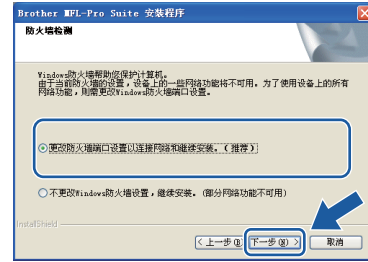 Brother MFL-Pro Suite 安装程序
防火墙检测
Windows防火墙帮助您保护计算机。
由于当前防火墙的设置，设备上的一些网络功能将不可用。为了使用设备上的所有
网络功能，则需更改Windows防火墙端口设置。
更改防火墙端口设置以连接网络和继续安装。（推荐）
不更改Windows防火墙设置，继续安装。（部分网络功能不可用）
InstallShield
< 上一步(B) 下一步(N) > 取消